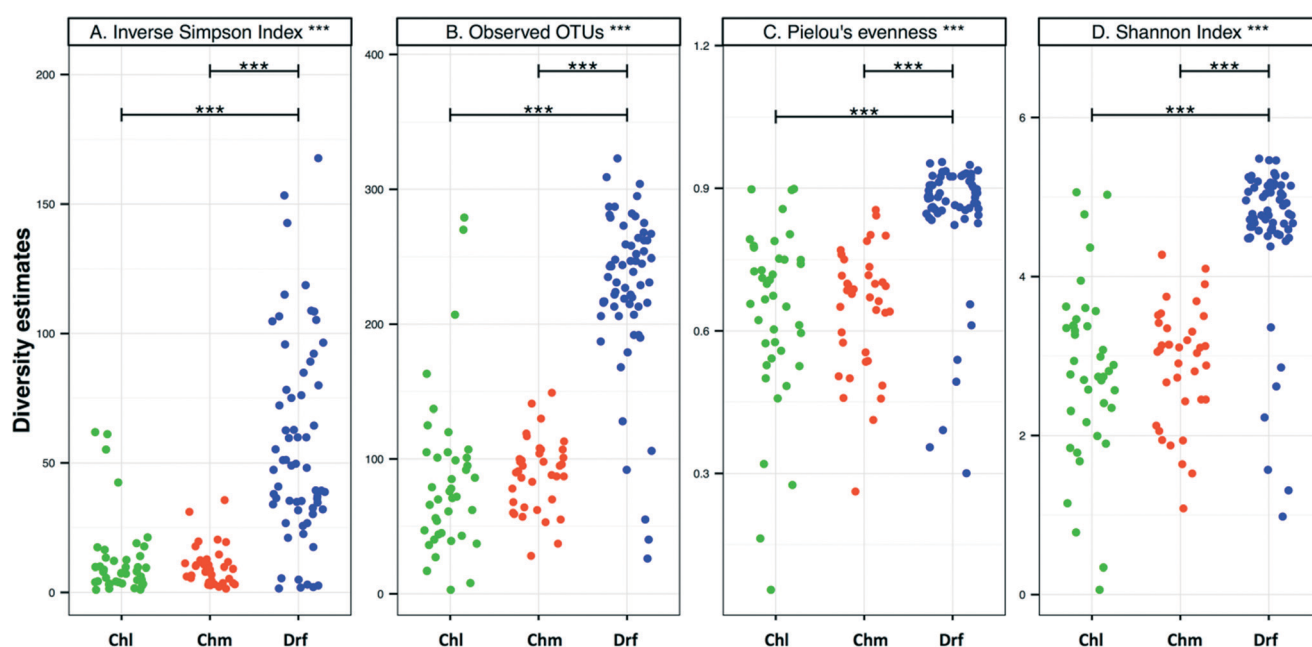 A. Inverse Simpson Index ***
B. Observed OTUs ***
C. Pielou's evenness ***
D. Shannon Index ***
Diversity estimates
200
150
100
50
0
***
***
Chl Chm Drf
400
300
200
100
0
***
***
Chl Chm Drf
1.2
0.9
0.6
0.3
***
***
Chl Chm Drf
6
4
2
0
***
***
Chl Chm Drf